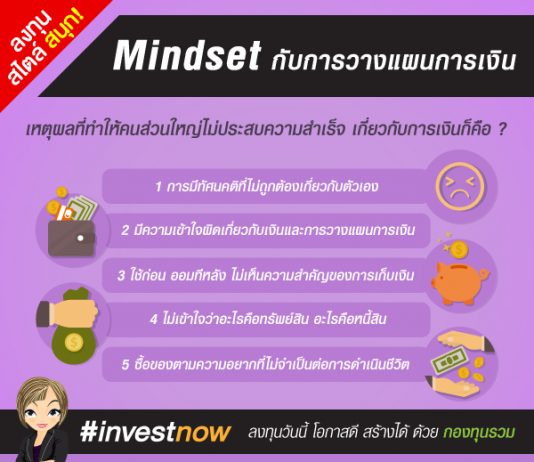 ลงทุน
สไตล์ สนุก!
Mindset กับการวางแผนการเงิน
เหตุผลที่ทำให้คนส่วนใหญ่ไม่ประสบความสำเร็จ เกี่ยวกับการเงินก็คือ ?
1 การมีทัศนคติที่ไม่ถูกต้องเกี่ยวกับตัวเอง
2 มีความเข้าใจผิดเกี่ยวกับเงินและการวางแผนการเงิน
3 ใช้ก่อน ออมทีหลัง ไม่เห็นความสำคัญของการเก็บเงิน
4 ไม่เข้าใจว่าอะไรคือทรัพย์สิน อะไรคือหนี้สิน
5 ซื้อของตามความอยากที่ไม่จำเป็นต่อการดำเนินชีวิต
#investnow ลงทุนวันนี้ โอกาสดี สร้างได้ ด้วย กองทุนรวม